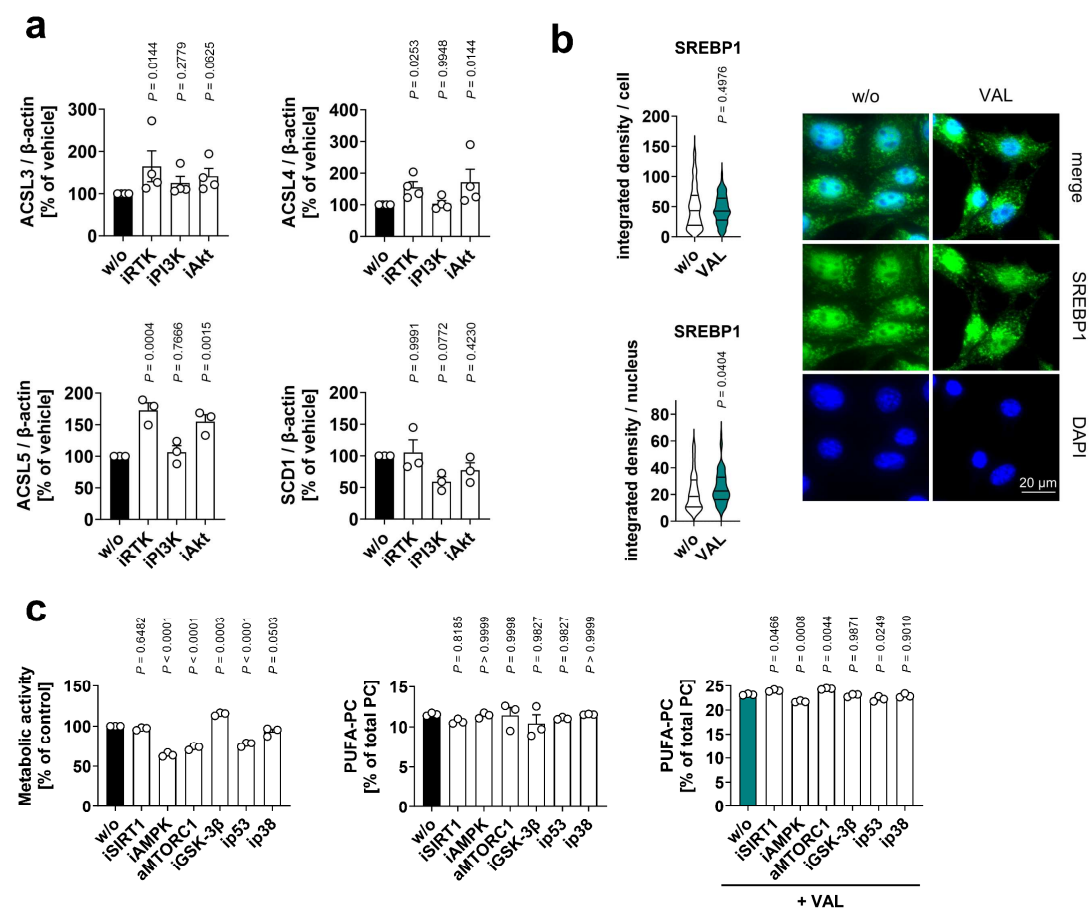 a
ACSL3 / β-actin
[% of vehicle]
300
200
100
0
P = 0.0144
P = 0.2779
P = 0.0625
w/o
iRTK
iPI3K
iAkt
ACSL4 / β-actin
[% of vehicle]
400
300
200
100
0
P = 0.0253
P = 0.9948
P = 0.0144
w/o
iRTK
iPI3K
iAkt
ACSL5 / β-actin
[% of vehicle]
200
150
100
50
0
P = 0.0004
P = 0.7666
P = 0.0015
w/o
iRTK
iPI3K
iAkt
SCD1 / β-actin
[% of vehicle]
200
150
100
50
0
P = 0.9991
P = 0.0772
P = 0.4230
w/o
iRTK
iPI3K
iAkt
b
SREBP1
P = 0.4976
integrated density / cell
200
150
100
50
0
w/o
VAL
SREBP1
P = 0.0404
integrated density / nucleus
80
60
40
20
0
w/o
VAL
w/o
VAL
merge
SREBP1
DAPI
20 µm
c
Metabolic activity
[% of control]
150
100
50
0
P = 0.6482
P < 0.0001
P < 0.0001
P = 0.0003
P < 0.0001
P = 0.0503
w/o
iSIRT1
iAMPK
aMTORC1
iGSK-3β
ip53
ip38
PUFA-PC
[% of total PC]
15
10
5
0
P = 0.8185
P > 0.9999
P = 0.9998
P = 0.9827
P = 0.9827
P > 0.9999
w/o
iSIRT1
iAMPK
aMTORC1
iGSK-3β
ip53
ip38
PUFA-PC
[% of total PC]
25
20
15
10
5
0
P = 0.0466
P = 0.0008
P = 0.0044
P = 0.9871
P = 0.0249
P = 0.9010
w/o
iSIRT1
iAMPK
aMTORC1
iGSK-3β
ip53
ip38
+ VAL